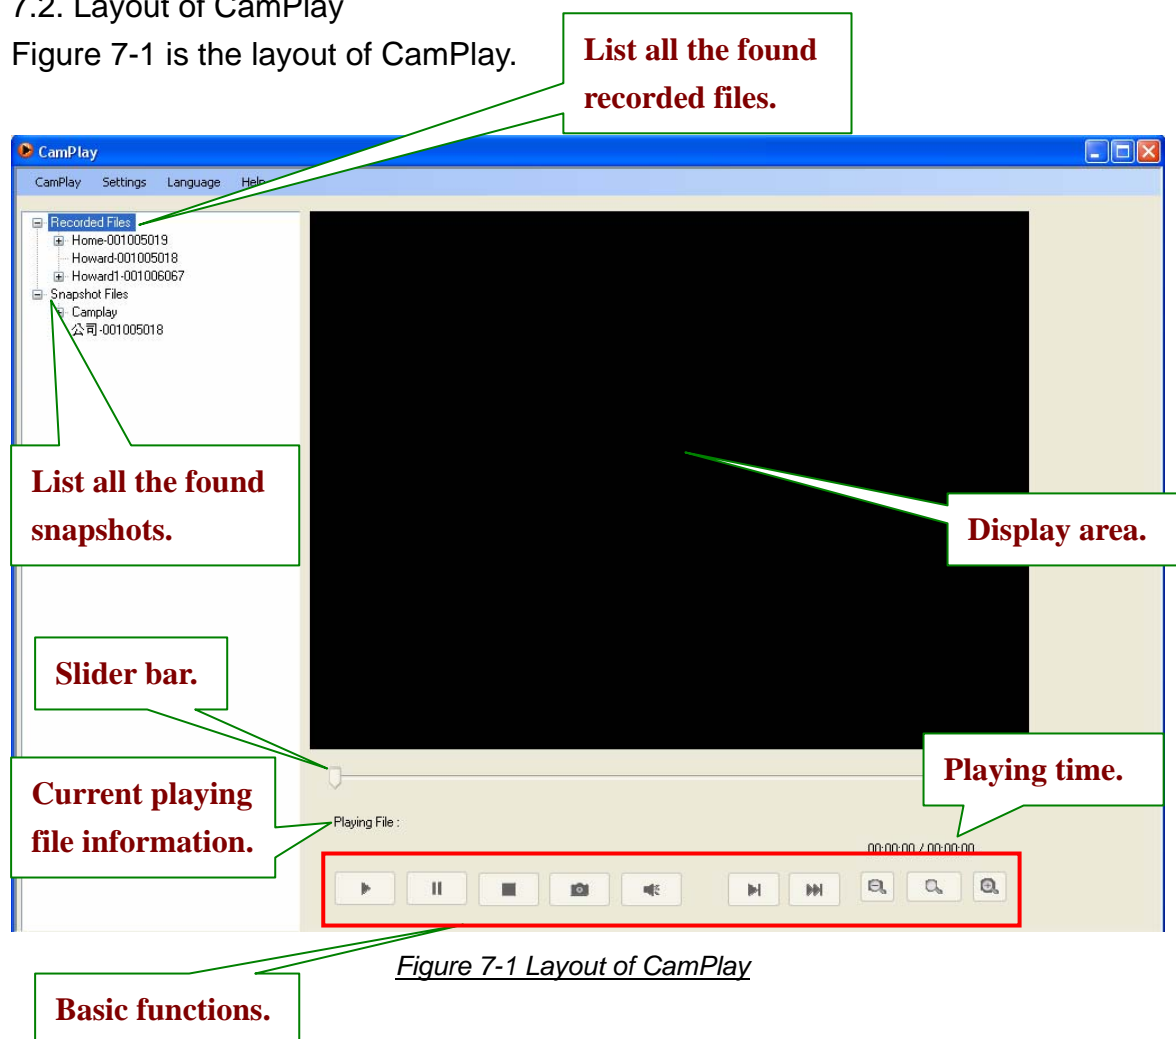 7.2. Layout of CamPlay
Figure 7-1 is the layout of CamPlay.
List all the found
recorded files.
CamPlay
CamPlay Settings Language Help
Recorded Files
Home-001005019
Howard-001005018
Howard1-001006067
Snapshot Files
Camplay
公司-001005018
List all the found
snapshots.
Display area.
Slider bar.
Playing time.
Current playing
file information.
Playing File :
00:00:00 / 00:00:00
Figure 7-1 Layout of CamPlay
Basic functions.